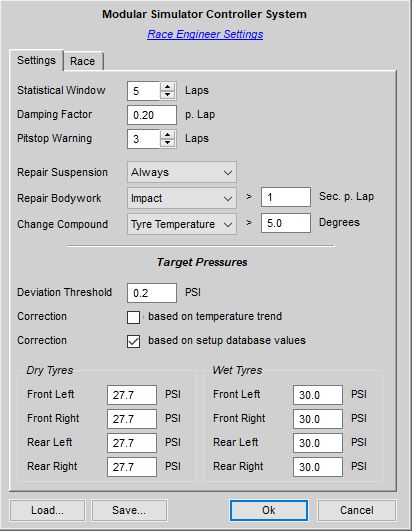 Modular Simulator Controller System
Race Engineer Settings
Settings Race
Statistical Window 5 Laps
Damping Factor 0.20 p. Lap
Pitstop Warning 3 Laps
Repair Suspension Always
Repair Bodywork Impact > 1 Sec. p. Lap
Change Compound Tyre Temperature > 5.0 Degrees
Target Pressures
Deviation Threshold 0.2 PSI
Correction based on temperature trend
Correction based on setup database values
Dry Tyres Wet Tyres
Front Left 27.7 PSI Front Left 30.0 PSI
Front Right 27.7 PSI Front Right 30.0 PSI
Rear Left 27.7 PSI Rear Left 30.0 PSI
Rear Right 27.7 PSI Rear Right 30.0 PSI
Load... Save... Ok Cancel